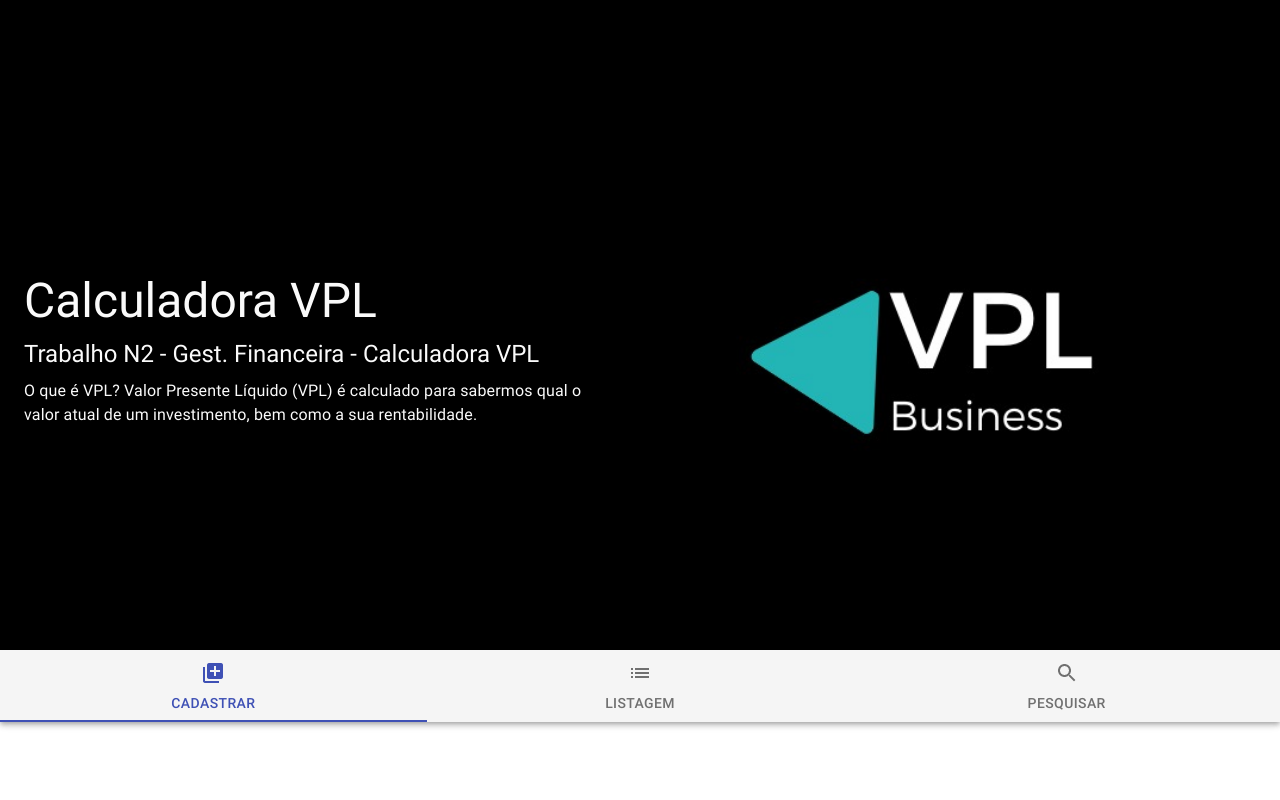 Calculadora VPL
Trabalho N2 - Gest. Financeira - Calculadora VPL
O que é VPL? Valor Presente Líquido (VPL) é calculado para sabermos qual o
valor atual de um investimento, bem como a sua rentabilidade.
VPL
Business
CADASTRAR
LISTAGEM
PESQUISAR